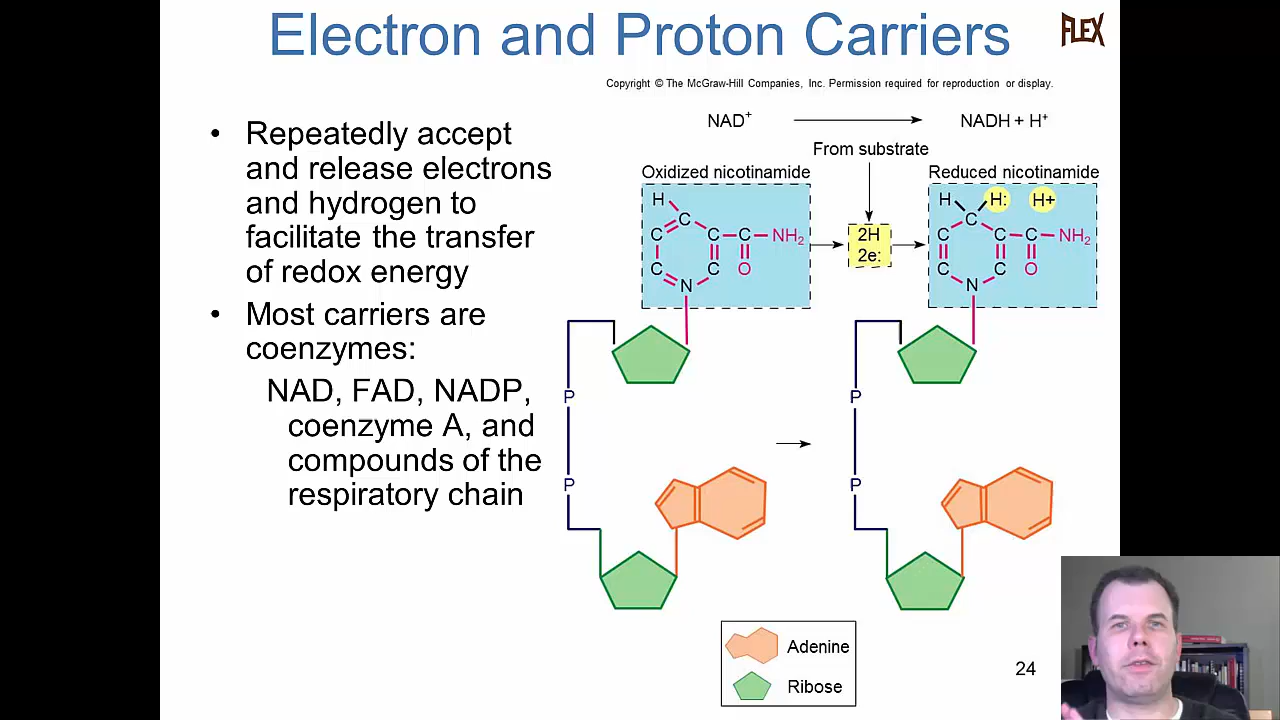 Electron and Proton Carriers
FLEX
Copyright © The McGraw-Hill Companies, Inc. Permission required for reproduction or display.
• Repeatedly accept
and release electrons
and hydrogen to
facilitate the transfer
of redox energy
• Most carriers are
coenzymes:
NAD, FAD, NADP,
coenzyme A, and
compounds of the
respiratory chain
NAD+ NADH + H+
From substrate
Oxidized nicotinamide Reduced nicotinamide
H H H: H+
C C
C C C NH2 2H C C C NH2
2e:
C C O C C O
N N
P P
P P
Adenine
Ribose
24